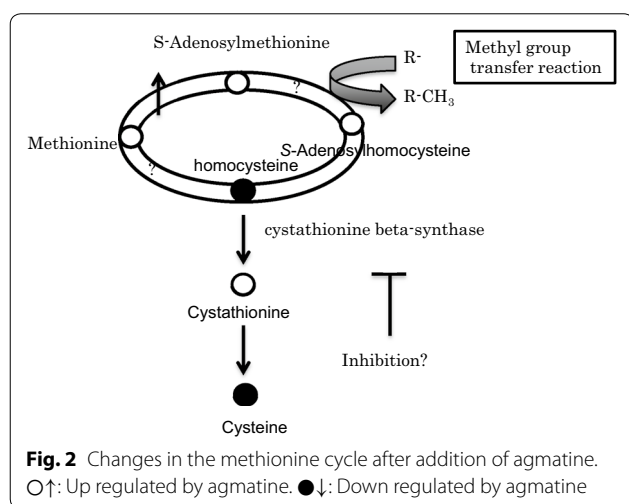 S-Adenosylmethionine
R-
Methyl group
transfer reaction
R-CH₃
?
Methionine
S-Adenosylhomocysteine
?
homocysteine
cystathionine beta-synthase
Cystathionine
Inhibition?
Cysteine
Fig. 2 Changes in the methionine cycle after addition of agmatine.
○↑: Up regulated by agmatine. ●↓: Down regulated by agmatine